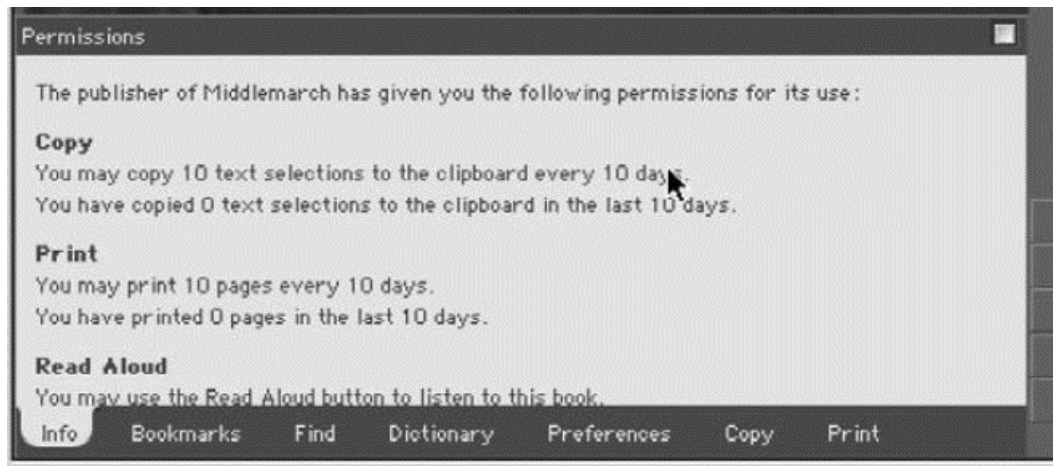 Permissions
The publisher of Middlemarch has given you the following permissions for its use:
Copy
You may copy 10 text selections to the clipboard every 10 days.
You have copied 0 text selections to the clipboard in the last 10 days.
Print
You may print 10 pages every 10 days.
You have printed 0 pages in the last 10 days.
Read Aloud
You may use the Read Aloud button to listen to this book.
Info Bookmarks Find Dictionary Preferences Copy Print